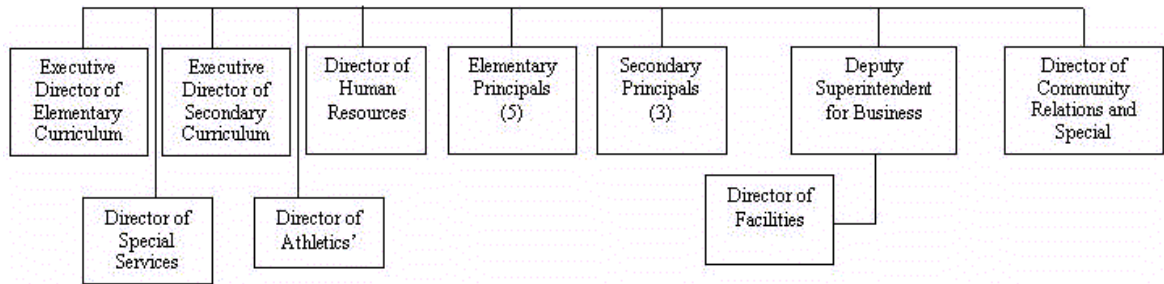 Executive
Director of
Elementary
Curriculum
Executive
Director of
Secondary
Curriculum
Director of
Human
Resources
Elementary
Principals
(5)
Secondary
Principals
(3)
Deputy
Superintendent
for Business
Director of
Community
Relations and
Special
Director of
Special
Services
Director of
Athletics’
Director of
Facilities